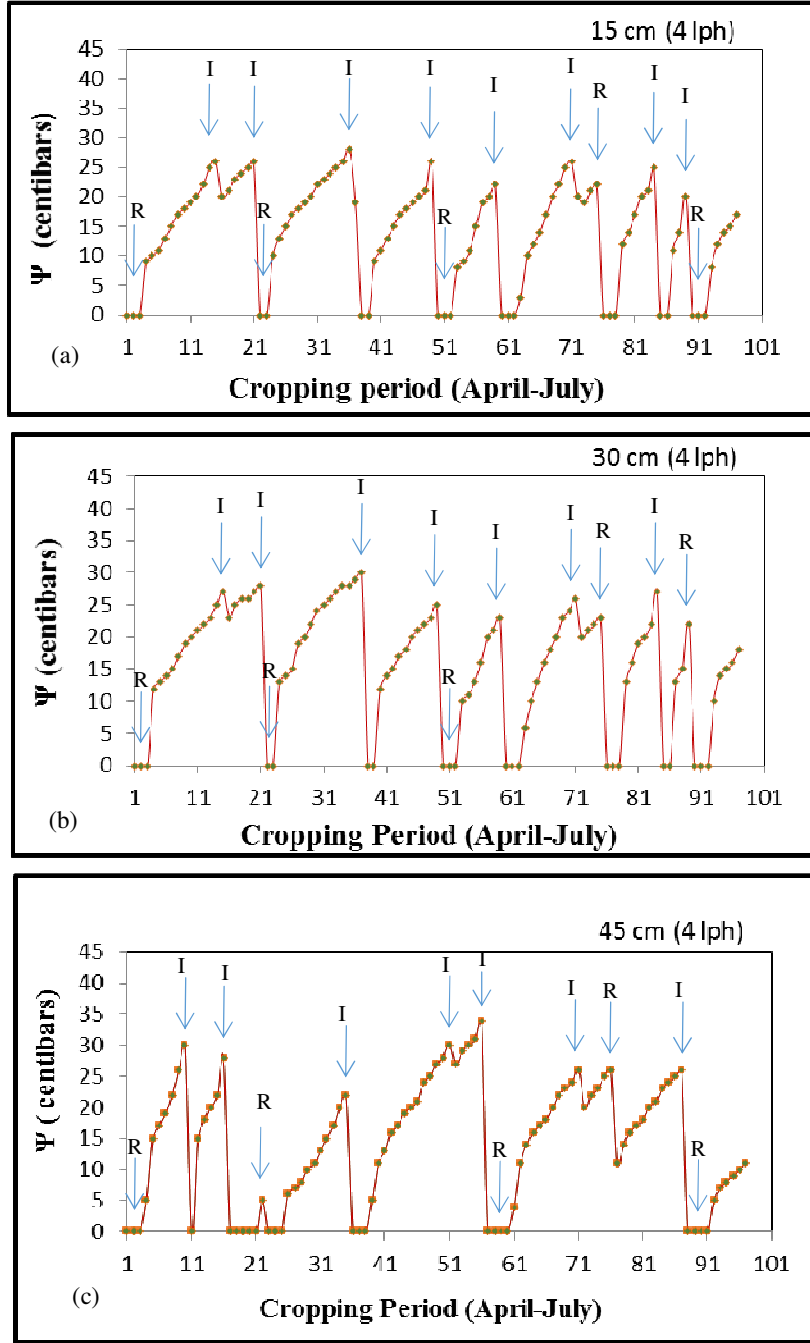 15 cm (4 lph)
45
40
35
30
25
20
15
10
5
0
Ψ (centibars)
I I I I I I R I I
R R R R
1 11 21 31 41 51 61 71 81 91 101
(a)
Cropping period (April-July)
30 cm (4 lph)
45
40
35
30
25
20
15
10
5
0
Ψ (centibars)
I I I I I I R I R
R R R
1 11 21 31 41 51 61 71 81 91 101
(b)
Cropping Period (April-July)
45 cm (4 lph)
45
40
35
30
25
20
15
10
5
0
Ψ ( centibars)
I I I I I I R I
R R R R
1 11 21 31 41 51 61 71 81 91 101
(c)
Cropping Period (April-July)